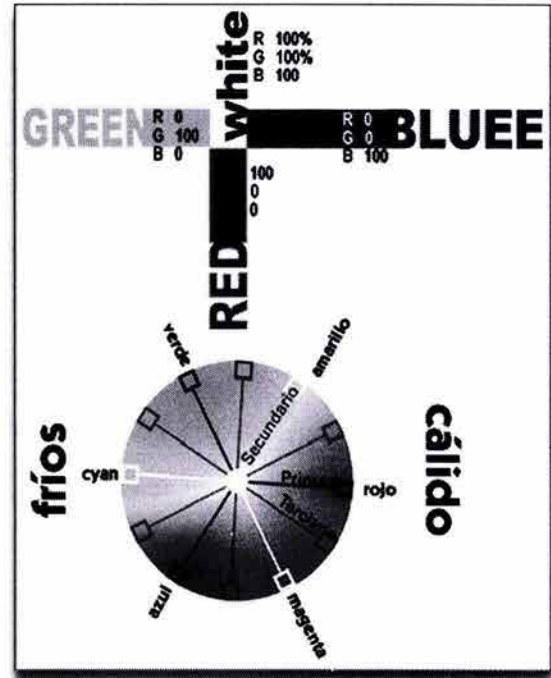 white
R 100%
G 100%
B 100
GREEN
R 0
G 100
B 0
R 0
G 0
B 100
BLUEE
100
0
0
RED
verde
amarillo
Secundario
fríos
cálido
cyan
rojo
azul
magenta